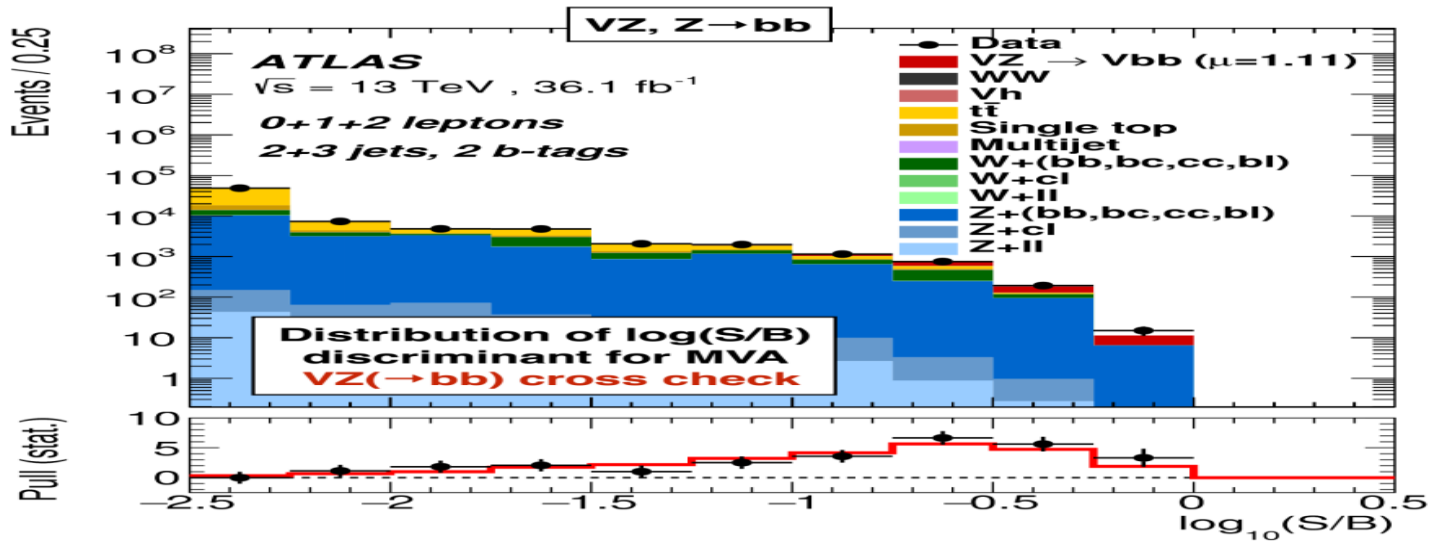 VZ, Z→bb
Events / 0.25
10⁸
10⁷
10⁶
10⁵
10⁴
10³
10²
10
1
ATLAS
√s = 13 TeV , 36.1 fb⁻¹
0+1+2 leptons
2+3 jets, 2 b-tags
Data
VZ → Vbb (μ=1.11)
WW
Vh
tt̄
Single top
Multijet
W+(bb,bc,cc,bl)
W+cl
W+ll
Z+(bb,bc,cc,bl)
Z+cl
Z+ll
Distribution of log(S/B)
discriminant for MVA
VZ(→bb) cross check
Pull (stat.)
10
5
0
−2.5 −2 −1.5 −1 −0.5 0 0.5
log₁₀(S/B)